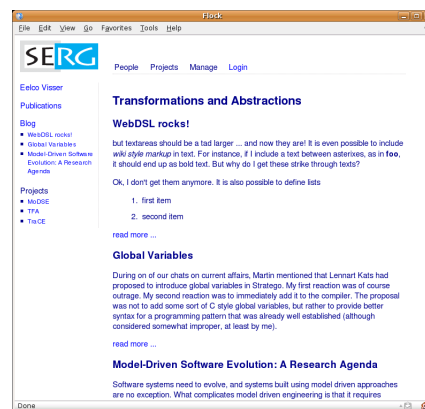 Flock
File Edit View Go Favorites Tools Help
SERG
People Projects Manage Login
Eelco Visser
Publications
Blog
WebDSL rocks!
Global Variables
Model-Driven Software
Evolution: A Research
Agenda
Projects
MoDSE
TFA
TraCE
Transformations and Abstractions
WebDSL rocks!
but textareas should be a tad larger ... and now they are! It is even possible to include
wiki style markup in text. For instance, if I include a text between asterixes, as in foo,
it should end up as bold text. But why do I get these strike through texts?
Ok, I don't get them anymore. It is also possible to define lists
1. first item
2. second item
read more ...
Global Variables
During on of our chats on current affairs, Martin mentioned that Lennart Kats had
proposed to introduce global variables in Stratego. My first reaction was of course
outrage. My second reaction was to immediately add it to the compiler. The proposal
was not to add some sort of C style global variables, but rather to provide better
syntax for a programming pattern that was already well established (although
considered somewhat improper, at least by me).
read more ...
Model-Driven Software Evolution: A Research Agenda
Software systems need to evolve, and systems built using model driven approaches
are no exception. What complicates model driven engineering is that it requires
Done